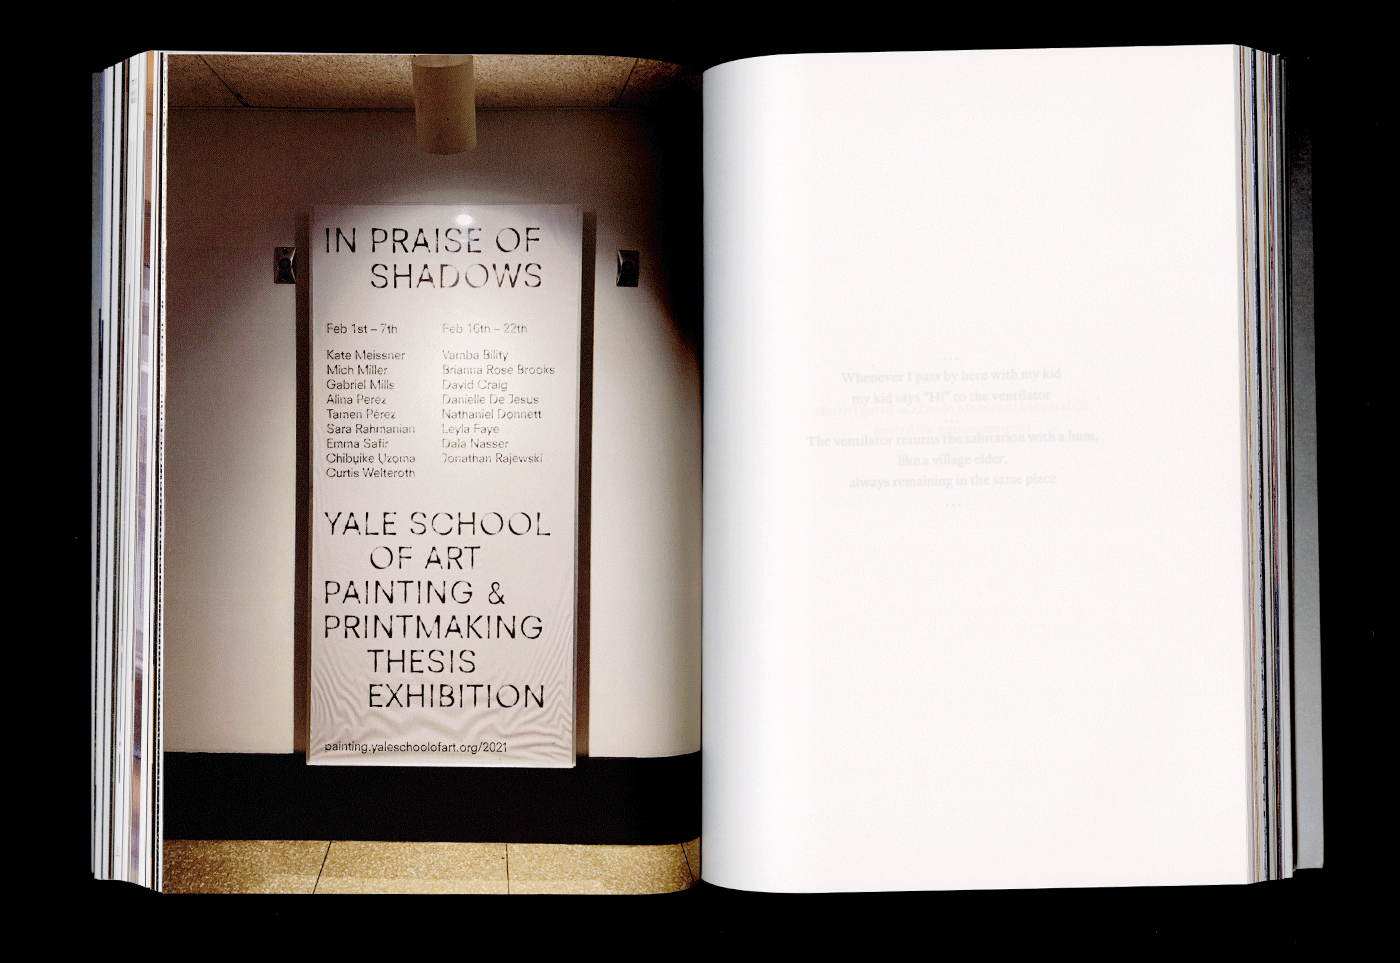 IN PRAISE OF
SHADOWS
Feb 1st – 7th
Kate Meissner
Mich Miller
Gabriel Mills
Alina Perez
Tamen Pérez
Sara Rahmanian
Emma Safir
Chibuike Uzoma
Curtis Welteroth
Feb 16th – 22th
Vamba Bility
Brianna Rose Brooks
David Craig
Danielle De Jesus
Nathaniel Donnett
Leyla Faye
Dala Nasser
Jonathan Rajewski
YALE SCHOOL
OF ART
PAINTING &
PRINTMAKING
THESIS
EXHIBITION
painting.yaleschoolofart.org/2021
...
Whenever I pass by here with my kid
my kid says “Hi” to the ventilator
...
The ventilator returns the salutation with a hum,
like a village elder,
always remaining in the same place
...